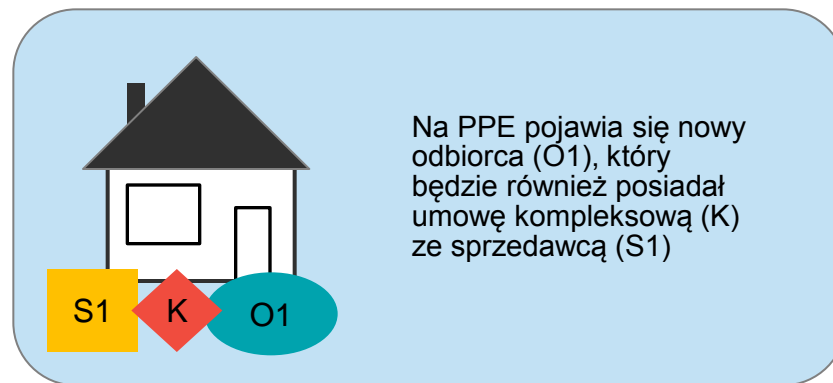 Na PPE pojawia się nowy
odbiorca (O1), który
będzie również posiadał
umowę kompleksową (K)
ze sprzedawcą (S1)
S1 K O1